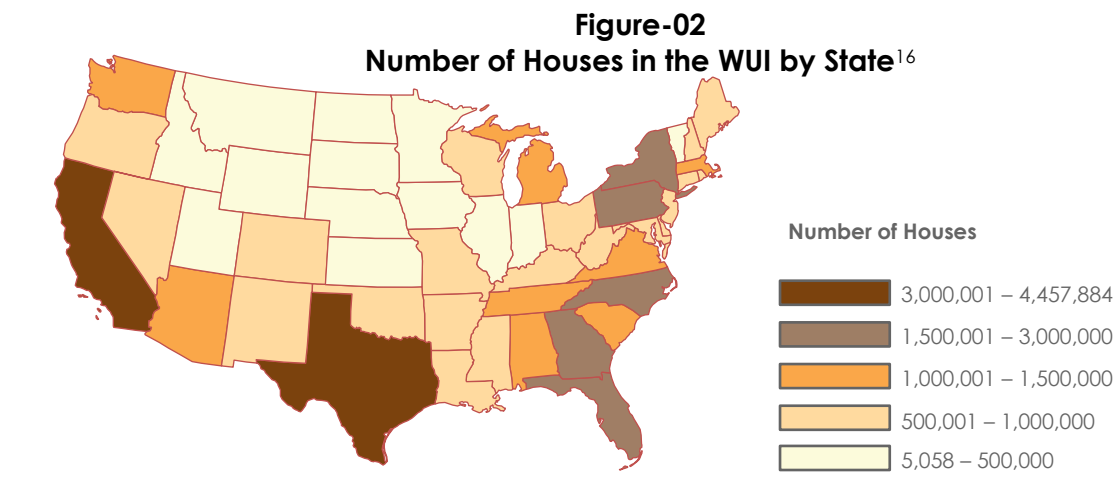 Figure-02
Number of Houses in the WUI by State16
Number of Houses
3,000,001 – 4,457,884
1,500,001 – 3,000,000
1,000,001 – 1,500,000
500,001 – 1,000,000
5,058 – 500,000